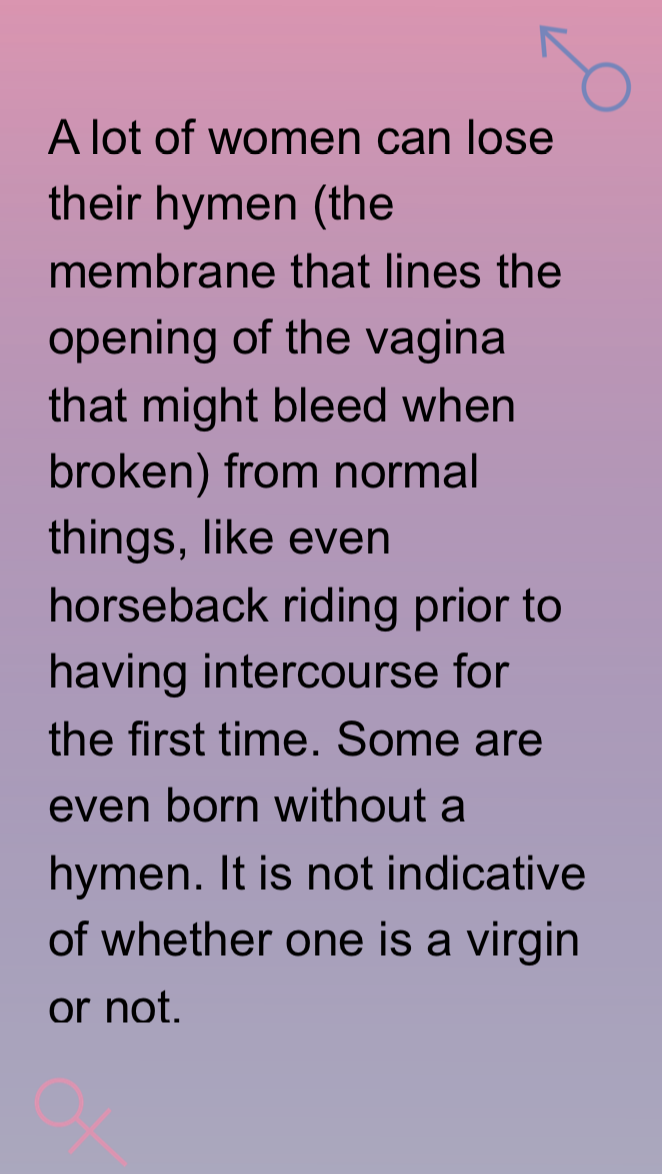 A lot of women can lose
their hymen (the
membrane that lines the
opening of the vagina
that might bleed when
broken) from normal
things, like even
horseback riding prior to
having intercourse for
the first time. Some are
even born without a
hymen. It is not indicative
of whether one is a virgin
or not.